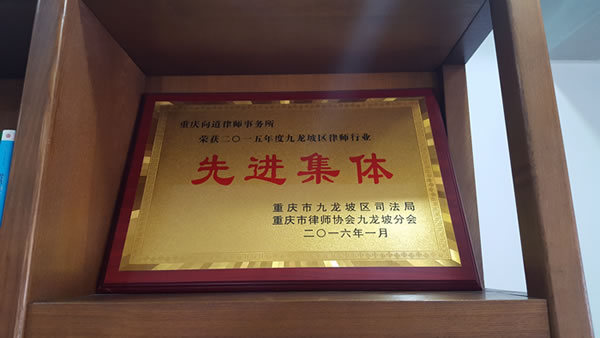 重庆向道律师事务所
荣获二〇一五年度九龙坡区律师行业
先进集体
重庆市九龙坡区司法局
重庆市律师协会九龙坡分会
二〇一六年一月